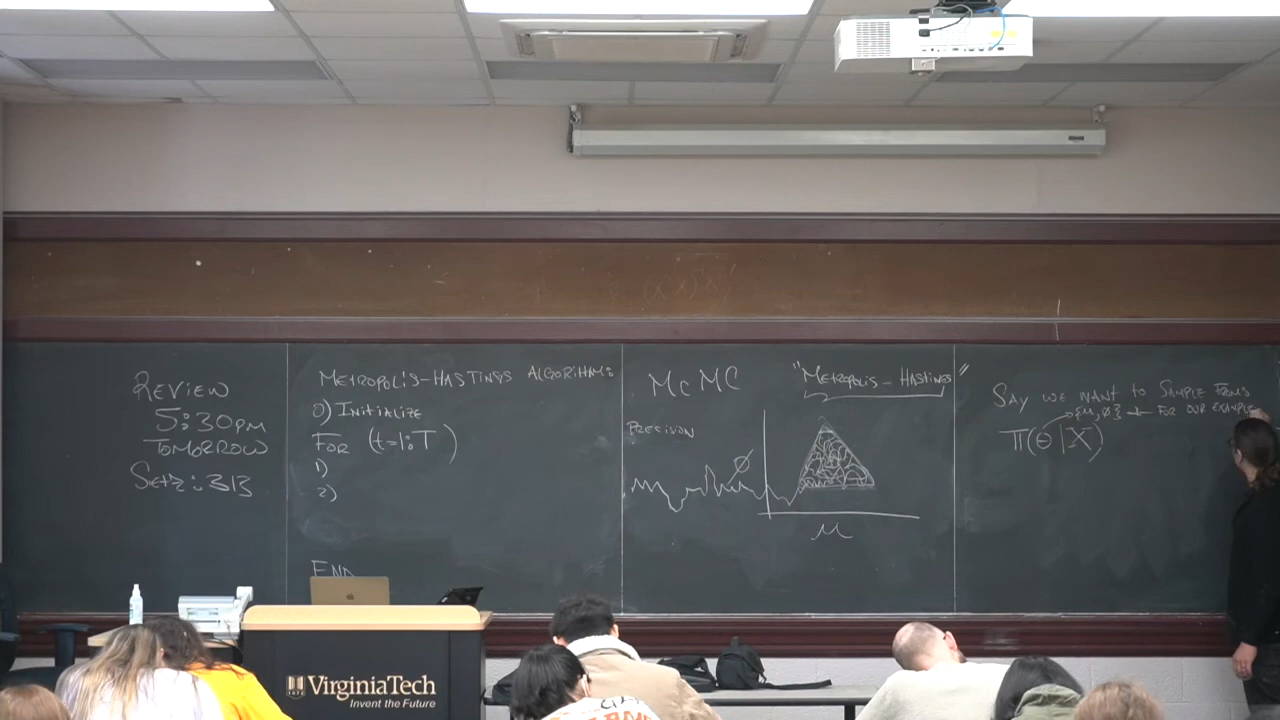 REVIEW
5:30PM
TOMORROW
SEITZ: 313
METROPOLIS-HASTINGS ALGORITHM:
0) INITIALIZE
FOR (t=1:T)
1)
2)
END
MCMC
"METROPOLIS-HASTINGS"
PRECISION
φ
μ
SAY WE WANT TO SAMPLE FROM
{μ,φ} ← FOR OUR EXAMPLE
π(θ|X)
VirginiaTech
Invent the Future